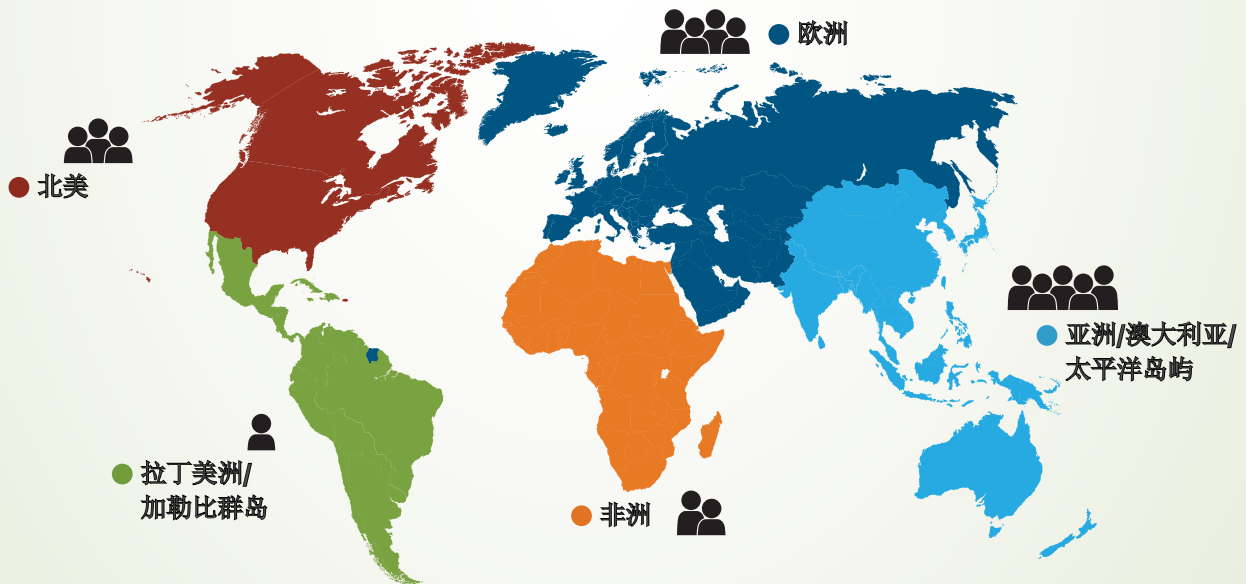 欧洲
北美
亚洲/澳大利亚/
太平洋岛屿
拉丁美洲/
加勒比群岛
非洲